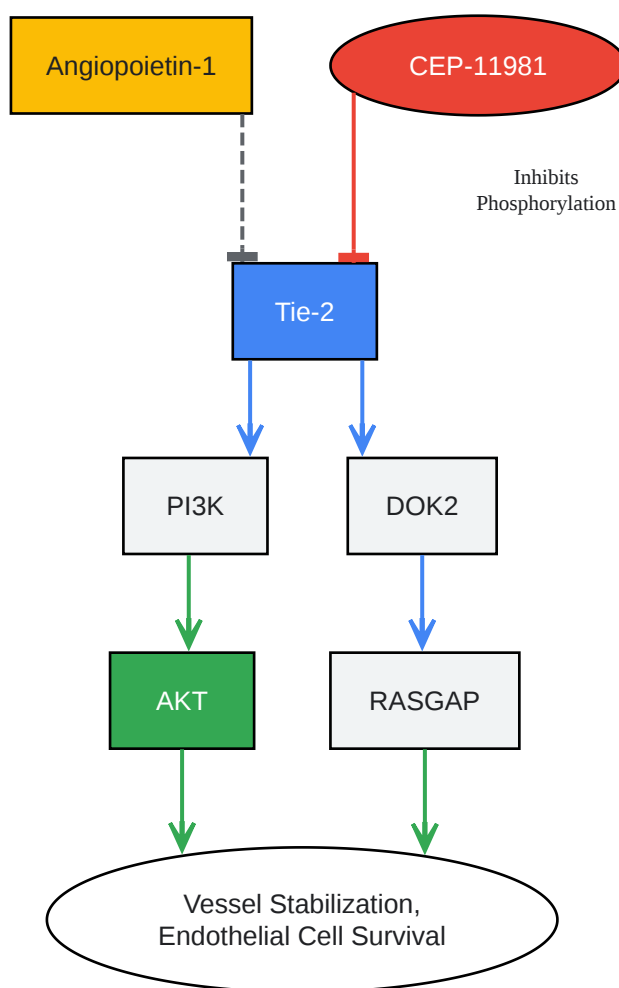 Angiopoietin-1
CEP-11981
Inhibits
Phosphorylation
Tie-2
PI3K
DOK2
AKT
RASGAP
Vessel Stabilization,
Endothelial Cell Survival